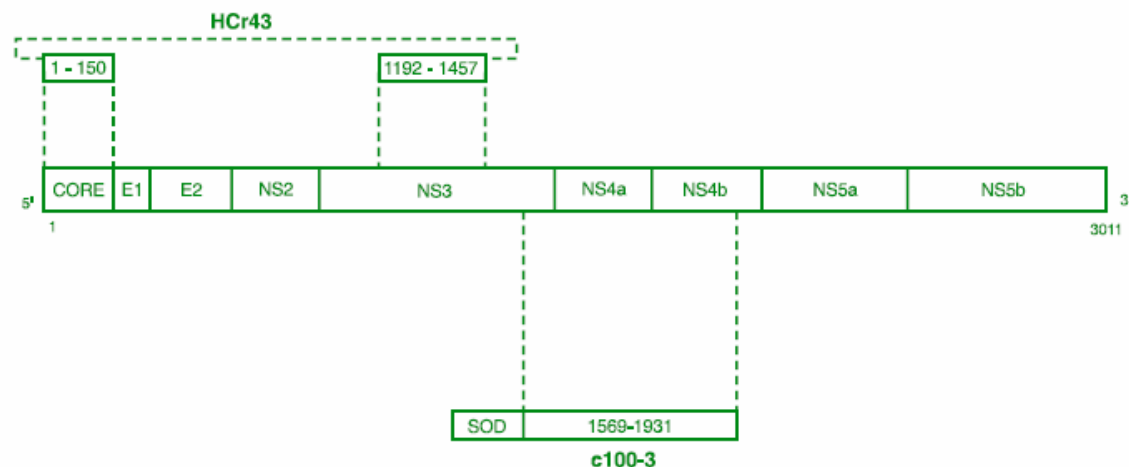 HCr43
1 - 150 1192 - 1457
CORE E1 E2 NS2 NS3 NS4a NS4b NS5a NS5b
5' 3
1 3011
SOD 1569-1931
c100-3